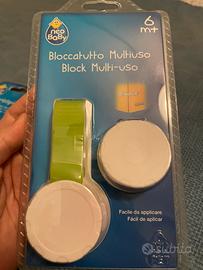 neo
BaBy
6
m+
Bloccatutto Multiuso
Block Multi-uso
Facile da applicare
Fácil de aplicar
subito